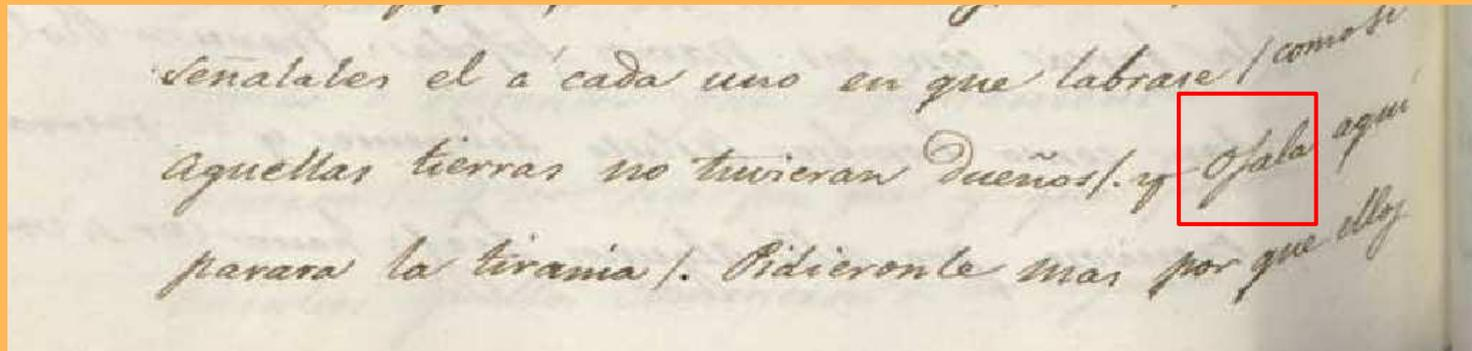 señalales el á cada uno en que labrase / como si
aquellas tierras no tuvieran Dueños/. y Ojala aqui
parara la tirania /. Pidieronle mas por que ellos